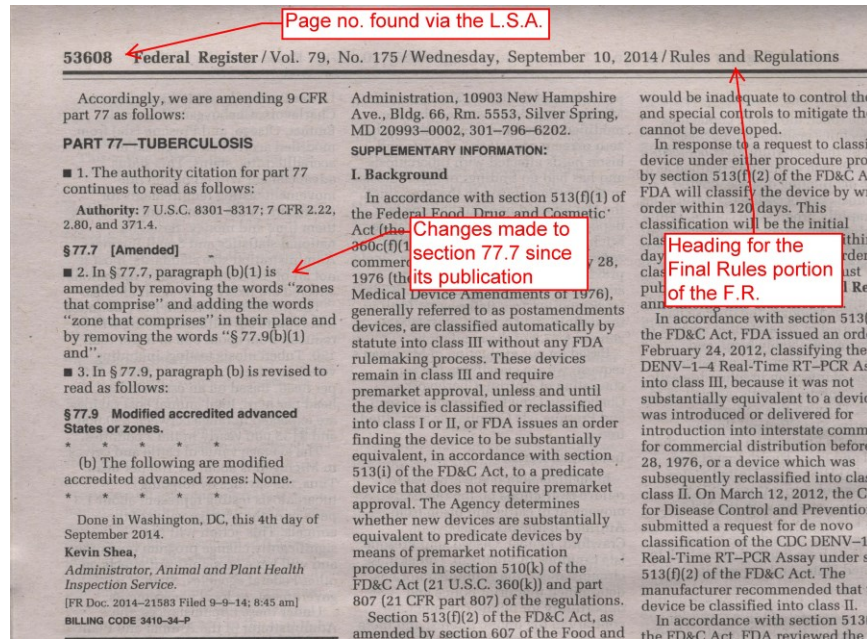 Page no. found via the L.S.A.
53608 Federal Register / Vol. 79, No. 175 / Wednesday, September 10, 2014 / Rules and Regulations
Accordingly, we are amending 9 CFR
part 77 as follows:
PART 77—TUBERCULOSIS
■ 1. The authority citation for part 77
continues to read as follows:
Authority: 7 U.S.C. 8301–8317; 7 CFR 2.22,
2.80, and 371.4.
§ 77.7 [Amended]
■ 2. In § 77.7, paragraph (b)(1) is
amended by removing the words “zones
that comprise” and adding the words
“zone that comprises” in their place and
by removing the words “§ 77.9(b)(1)
and”.
■ 3. In § 77.9, paragraph (b) is revised to
read as follows:
§ 77.9 Modified accredited advanced
States or zones.
* * * * *
(b) The following are modified
accredited advanced zones: None.
* * * * *
Done in Washington, DC, this 4th day of
September 2014.
Kevin Shea,
Administrator, Animal and Plant Health
Inspection Service.
[FR Doc. 2014–21583 Filed 9–9–14; 8:45 am]
BILLING CODE 3410–34–P
Administration, 10903 New Hampshire
Ave., Bldg. 66, Rm. 5553, Silver Spring,
MD 20993–0002, 301–796–6202.
SUPPLEMENTARY INFORMATION:
I. Background
In accordance with section 513(f)(1) of
the Federal Food, Drug, and Cosmetic
Act (the
360c(f)(1
commerc 28,
1976 (the
Changes made to
section 77.7 since
its publication
Medical Device Amendments of 1976),
generally referred to as postamendments
devices, are classified automatically by
statute into class III without any FDA
rulemaking process. These devices
remain in class III and require
premarket approval, unless and until
the device is classified or reclassified
into class I or II, or FDA issues an order
finding the device to be substantially
equivalent, in accordance with section
513(i) of the FD&C Act, to a predicate
device that does not require premarket
approval. The Agency determines
whether new devices are substantially
equivalent to predicate devices by
means of premarket notification
procedures in section 510(k) of the
FD&C Act (21 U.S.C. 360(k)) and part
807 (21 CFR part 807) of the regulations.
Section 513(f)(2) of the FD&C Act, as
amended by section 607 of the Food and
would be inadequate to control the
and special controls to mitigate the
cannot be developed.
In response to a request to classi
device under either procedure pro
by section 513(f)(2) of the FD&C A
FDA will classify the device by wr
order within 120 days. This
classification will be the initial
Heading for the
Final Rules portion
of the F.R.
In accordance with section 513(
the FD&C Act, FDA issued an ord
February 24, 2012, classifying the
DENV–1–4 Real-Time RT–PCR As
into class III, because it was not
substantially equivalent to a devic
was introduced or delivered for
introduction into interstate comm
for commercial distribution before
28, 1976, or a device which was
subsequently reclassified into clas
class II. On March 12, 2012, the C
for Disease Control and Preventio
submitted a request for de novo
classification of the CDC DENV–1
Real-Time RT–PCR Assay under s
513(f)(2) of the FD&C Act. The
manufacturer recommended that
device be classified into class II.
In accordance with section 513
the FD&C Act, FDA reviewed the